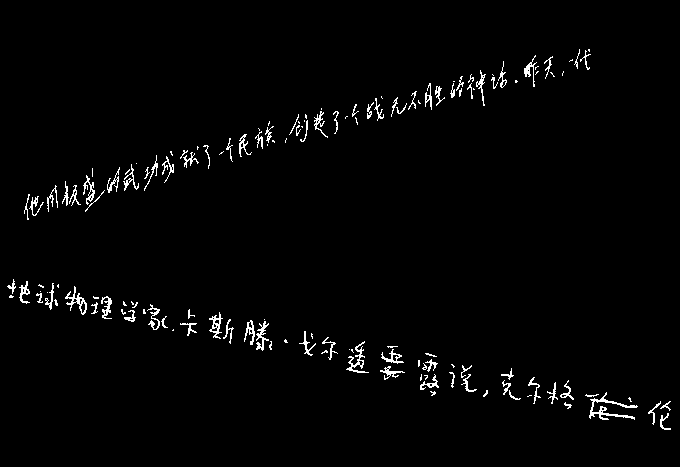 他用极盛的武功成就了一个民族,创造了一个战无不胜的神话.昨天,一代
地球物理学家.卡斯滕·戈尔透露说,克尔格伦